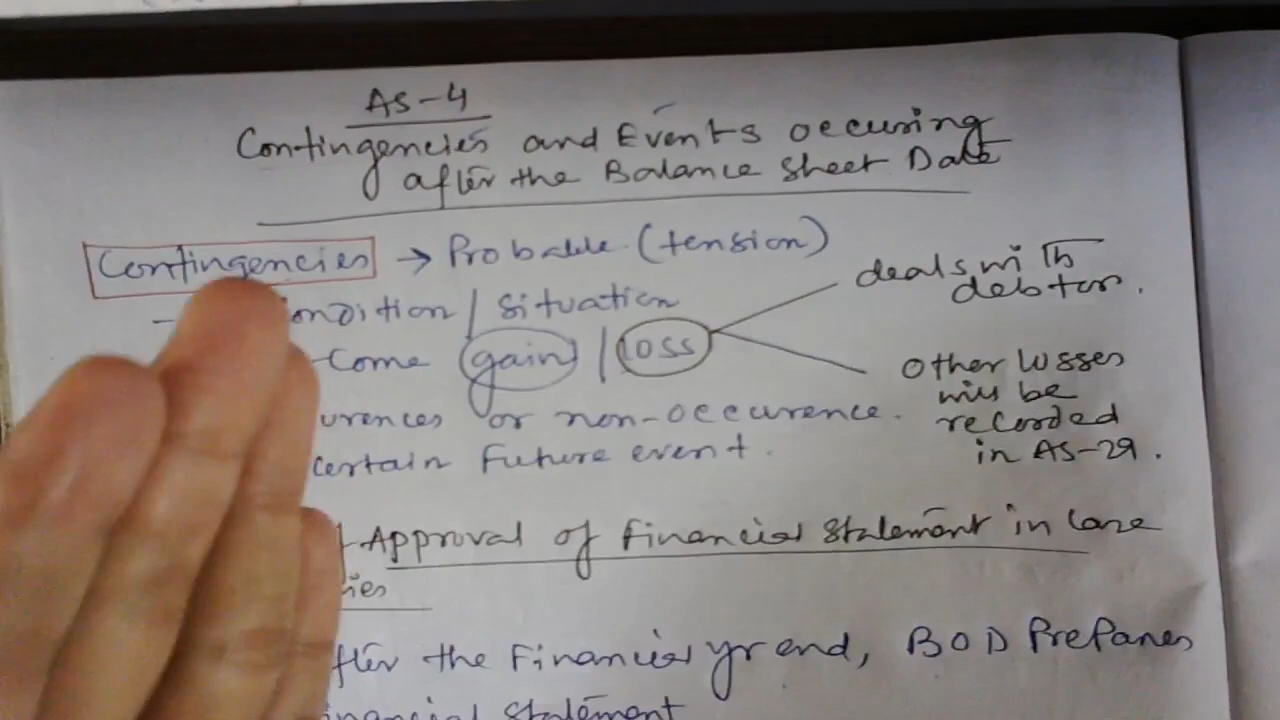 AS-4
Contingencies and Events occuring
after the Balance Sheet Date
Contingencies → Probable (tension)
ondition / situation
come gain / loss
deals with
debtor.
urences or non-occurence.
certain future event.
other losses
will be
recorded
in AS-29.
Approval of Financial Statement in Case
ies
fter the Financial yr end, BOD Prepares
inancial Statement